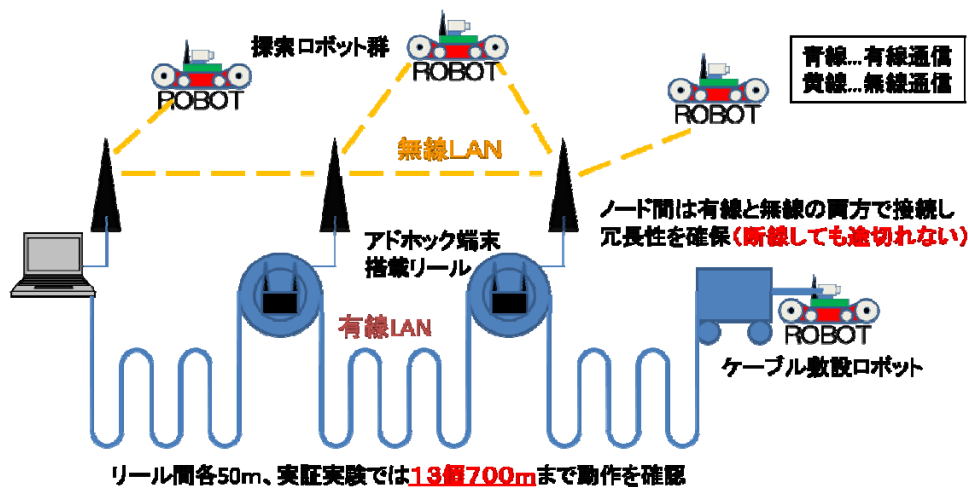 探索ロボット群
ROBOT
ROBOT
ROBOT
青線…有線通信
黄線…無線通信
無線LAN
ノード間は有線と無線の両方で接続し
冗長性を確保(断線しても途切れない)
アドホック端末
搭載リール
有線LAN
ROBOT
ケーブル敷設ロボット
リール間各50m、実証実験では13個700mまで動作を確認